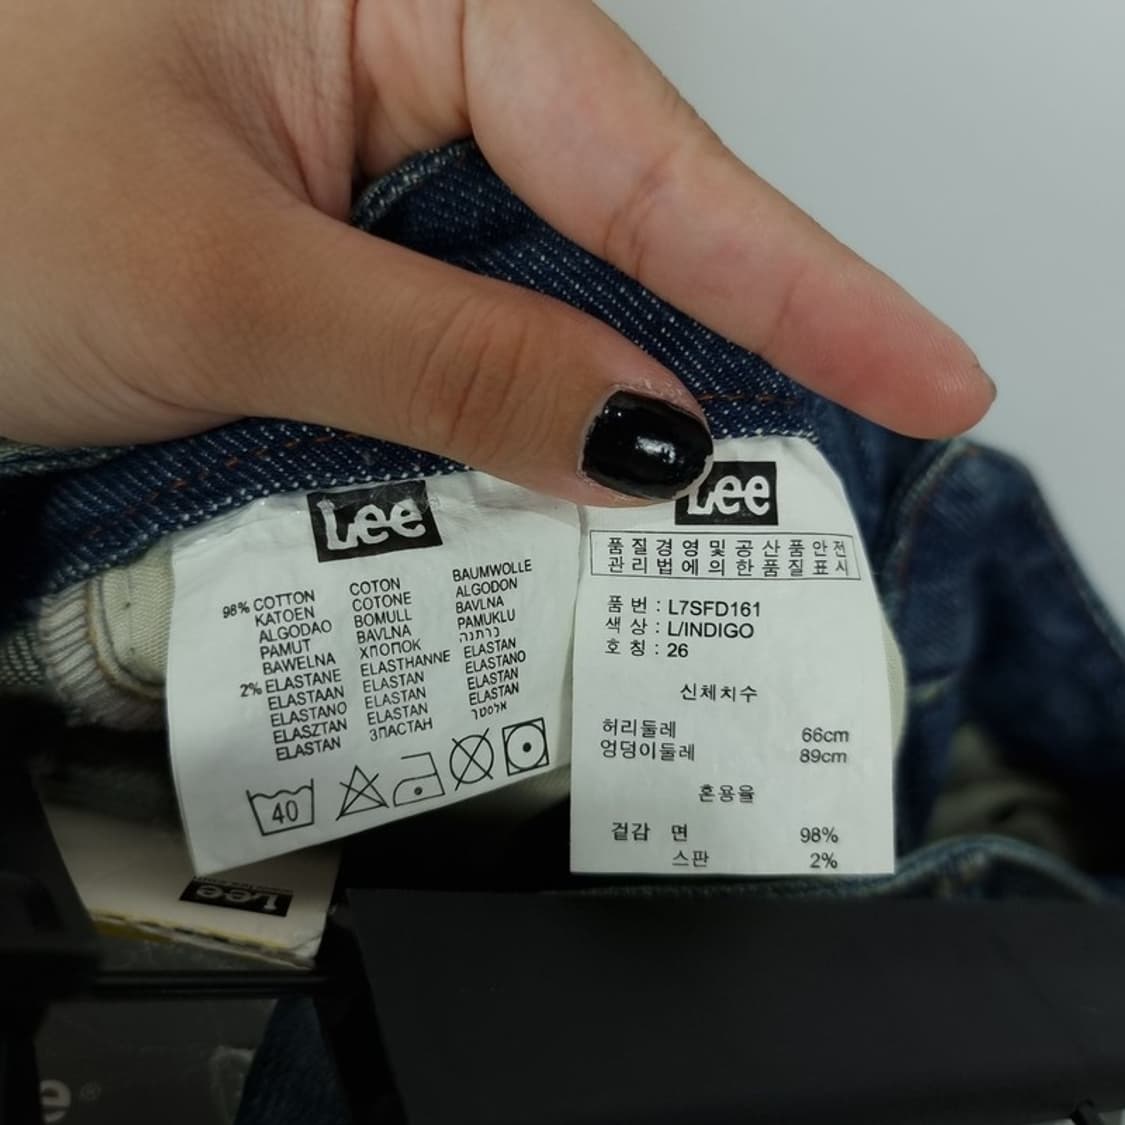 Lee
98% COTTON COTON BAUMWOLLE
KATOEN COTONE ALGODON
ALGODAO BOMULL BAVLNA
PAMUT BAVLNA PAMUKLU
BAWELNA ХЛОПОК כותנה
2% ELASTANE ELASTHANNE ELASTAN
ELASTAAN ELASTAN ELASTANO
ELASTANO ELASTAN ELASTAN
ELASZTAN ELASTAN ELASTAN
ELASTAN ЗПАСТАН אלסטן
40
Lee
품질경영및공산품안전
관리법에의한품질표시
품번 : L7SFD161
색상 : L/INDIGO
호칭 : 26
신체치수
허리둘레 66cm
엉덩이둘레 89cm
혼용율
겉감 면 98%
스판 2%
Lee